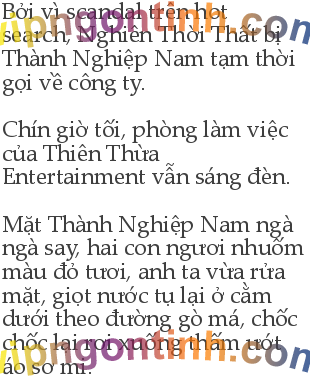 Bởi vì scandal trên hot
search, Nghiên Thời Thất bị
Thành Nghiệp Nam tạm thời
gọi về công ty.
Chín giờ tối, phòng làm việc
của Thiên Thừa
Entertainment vẫn sáng đèn.
Mặt Thành Nghiệp Nam ngà
ngà say, hai con ngươi nhuốm
màu đỏ tươi, anh ta vừa rửa
mặt, giọt nước tụ lại ở cằm
dưới theo đường gò má, chốc
chốc lại rơi xuống thấm ướt
áo sơ mi.
vupngontinh.com
vupngontinh.com